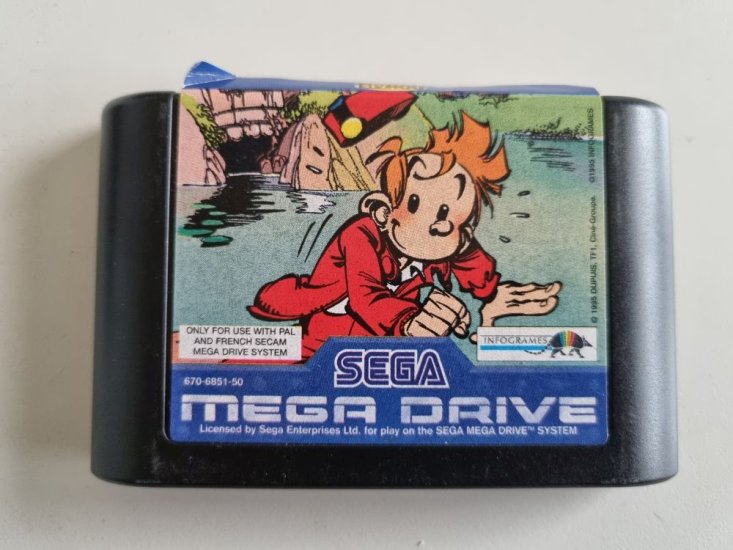 © 1995 DUPUIS, TF1, Ciné-Groupe. ©1995 INFOGRAMES
ONLY FOR USE WITH PAL
AND FRENCH SECAM
MEGA DRIVE SYSTEM
INFOGRAMES
SEGA
670-6851-50
MEGA DRIVE
Licensed by Sega Enterprises Ltd. for play on the SEGA MEGA DRIVE™ SYSTEM